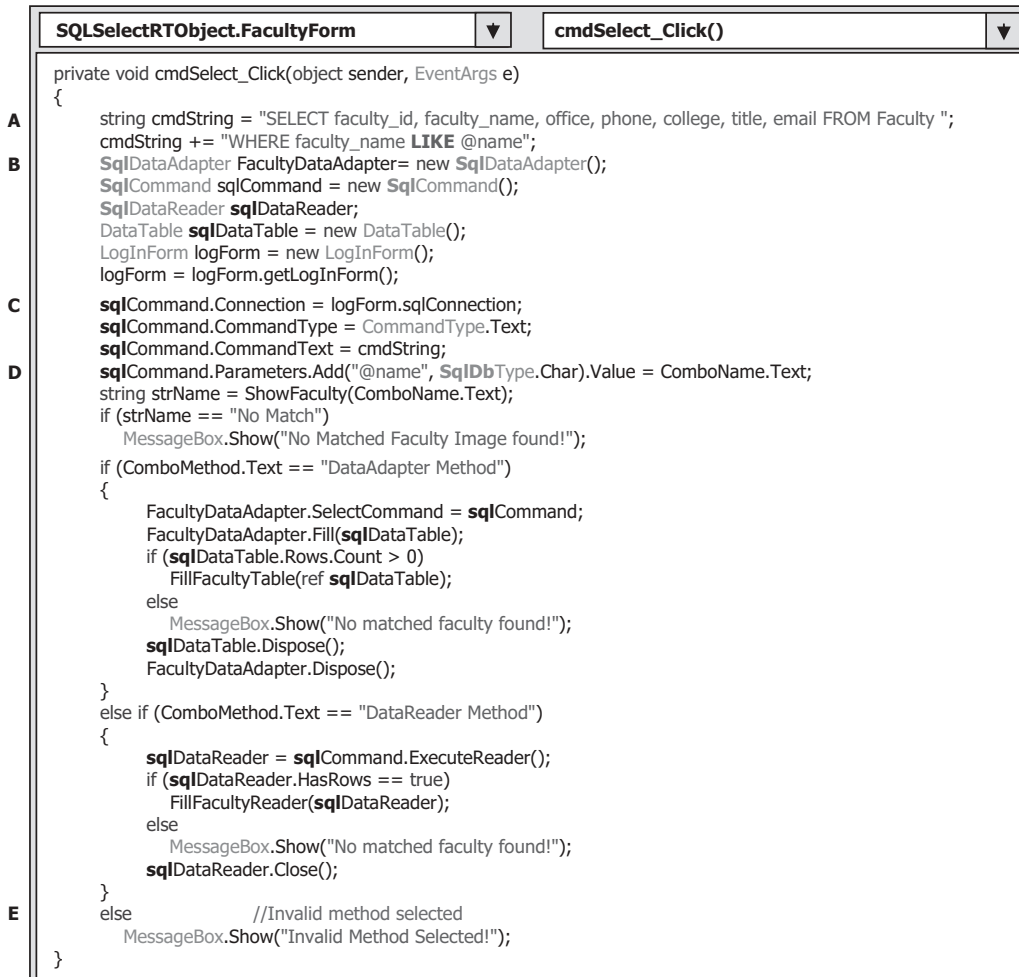 SQLSelectRTObject.FacultyForm cmdSelect_Click()
private void cmdSelect_Click(object sender, EventArgs e)
{
A string cmdString = "SELECT faculty_id, faculty_name, office, phone, college, title, email FROM Faculty ";
cmdString += "WHERE faculty_name LIKE @name";
B SqlDataAdapter FacultyDataAdapter= new SqlDataAdapter();
SqlCommand sqlCommand = new SqlCommand();
SqlDataReader sqlDataReader;
DataTable sqlDataTable = new DataTable();
LogInForm logForm = new LogInForm();
logForm = logForm.getLogInForm();
C sqlCommand.Connection = logForm.sqlConnection;
sqlCommand.CommandType = CommandType.Text;
sqlCommand.CommandText = cmdString;
D sqlCommand.Parameters.Add("@name", SqlDbType.Char).Value = ComboName.Text;
string strName = ShowFaculty(ComboName.Text);
if (strName == "No Match")
MessageBox.Show("No Matched Faculty Image found!");
if (ComboMethod.Text == "DataAdapter Method")
{
FacultyDataAdapter.SelectCommand = sqlCommand;
FacultyDataAdapter.Fill(sqlDataTable);
if (sqlDataTable.Rows.Count > 0)
FillFacultyTable(ref sqlDataTable);
else
MessageBox.Show("No matched faculty found!");
sqlDataTable.Dispose();
FacultyDataAdapter.Dispose();
}
else if (ComboMethod.Text == "DataReader Method")
{
sqlDataReader = sqlCommand.ExecuteReader();
if (sqlDataReader.HasRows == true)
FillFacultyReader(sqlDataReader);
else
MessageBox.Show("No matched faculty found!");
sqlDataReader.Close();
}
E else //Invalid method selected
MessageBox.Show("Invalid Method Selected!");
}